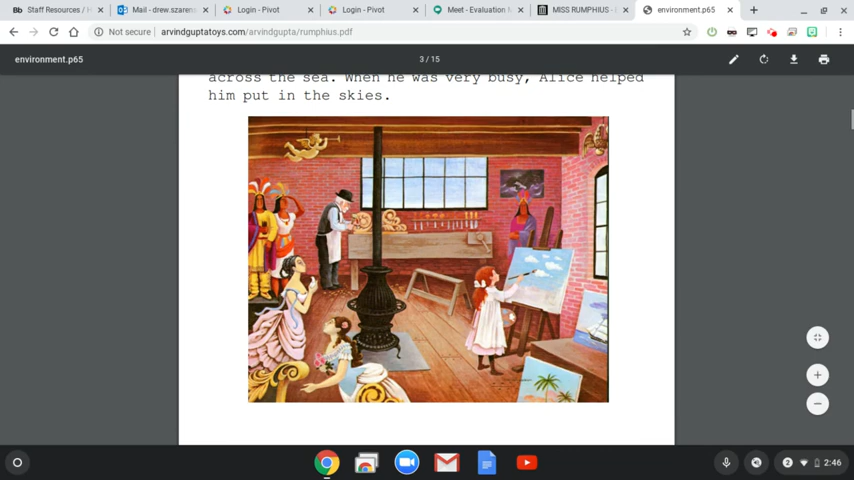 Staff Resources / H
Mail - drew.szarens
Login - Pivot
Login - Pivot
Meet - Evaluation M
MISS RUMPHIUS -
environment.p65
Not secure
arvindguptatoys.com/arvindgupta/rumphius.pdf
environment.p65
3 / 15
across the sea. When he was very busy, Alice helped
him put in the skies.
2
2:46